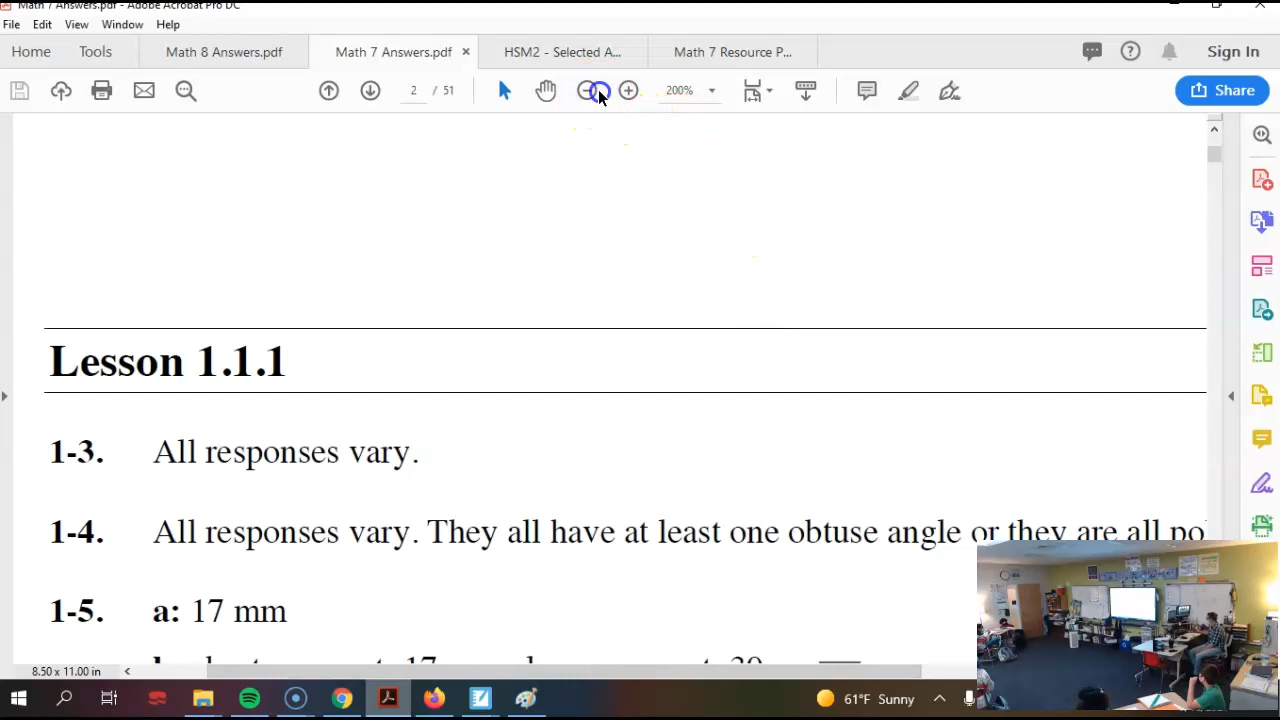 Math 7 Answers.pdf - Adobe Acrobat Pro DC
File Edit View Window Help
Home Tools Math 8 Answers.pdf Math 7 Answers.pdf × HSM2 - Selected A... Math 7 Resource P... Sign In
2 / 51 200% Share
Lesson 1.1.1
1-3. All responses vary.
1-4. All responses vary. They all have at least one obtuse angle or they are all
1-5. a: 17 mm
8.50 x 11.00 in
61°F Sunny